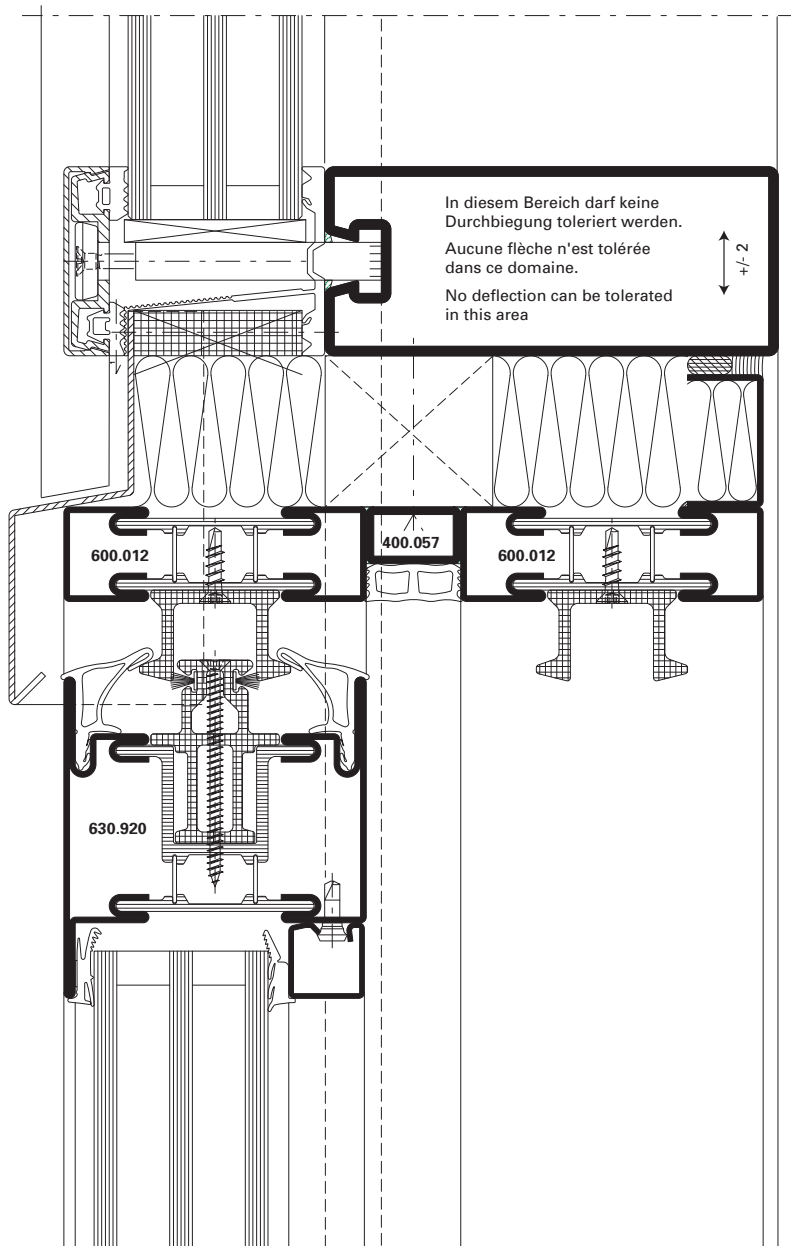 In diesem Bereich darf keine
Durchbiegung toleriert werden.
Aucune flèche n'est tolérée
dans ce domaine.
No deflection can be tolerated
in this area
+/- 2
600.012
400.057
600.012
630.920